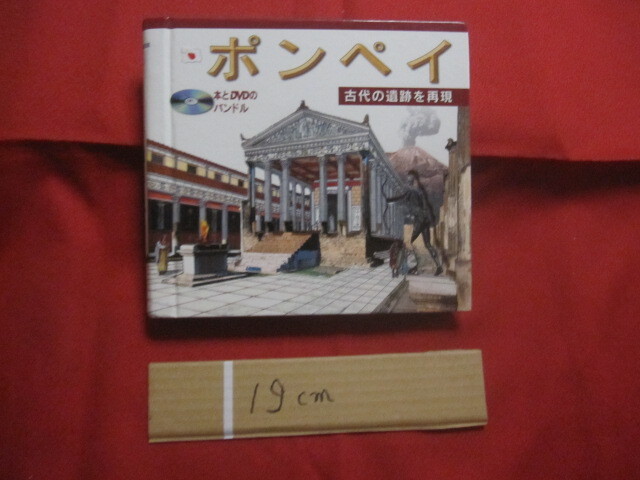 ポンペイ
本とDVDの
バンドル
古代の遺跡を再現
19cm